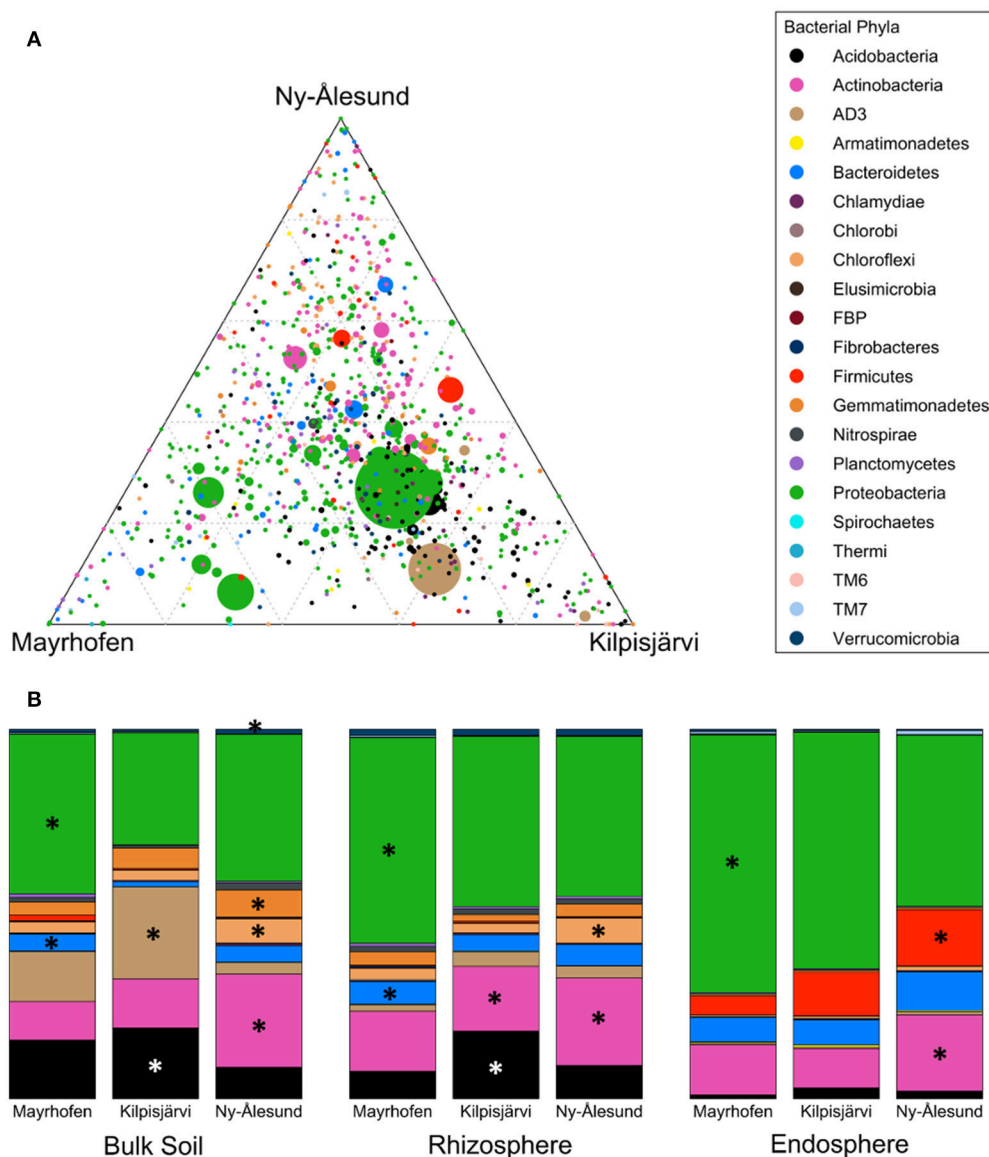 A
Ny-Ålesund
Mayrhofen
Kilpisjärvi
Bacterial Phyla
Acidobacteria
Actinobacteria
AD3
Armatimonadetes
Bacteroidetes
Chlamydiae
Chlorobi
Chloroflexi
Elusimicrobia
FBP
Fibrobacteres
Firmicutes
Gemmatimonadetes
Nitrospirae
Planctomycetes
Proteobacteria
Spirochaetes
Thermi
TM6
TM7
Verrucomicrobia
B
*
* * *
* * * *
* * * *
* * *
* *
Mayrhofen Kilpisjärvi Ny-Ålesund Mayrhofen Kilpisjärvi Ny-Ålesund Mayrhofen Kilpisjärvi Ny-Ålesund
Bulk Soil Rhizosphere Endosphere